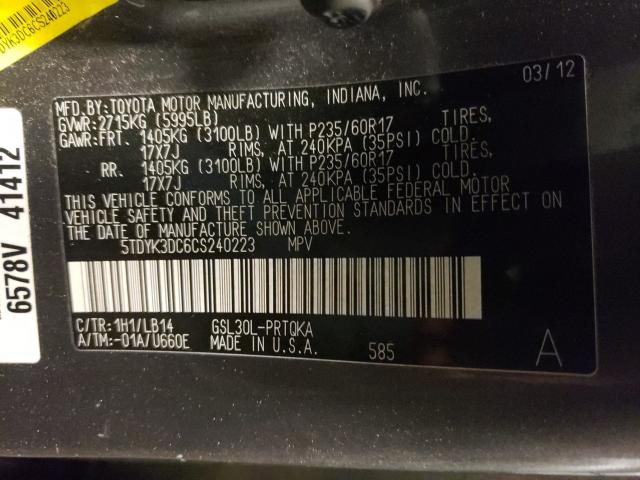 DYK3DC6CS240223
6578V 41412
03/12
MFD.BY:TOYOTA MOTOR MANUFACTURING, INDIANA, INC.
GVWR:2715KG (5995LB)
GAWR:FRT. 1405KG (3100LB) WITH P235/60R17 TIRES,
17X7J RIMS, AT 240KPA (35PSI) COLD.
RR. 1405KG (3100LB) WITH P235/60R17 TIRES,
17X7J RIMS, AT 240KPA (35PSI) COLD.
THIS VEHICLE CONFORMS TO ALL APPLICABLE FEDERAL MOTOR
VEHICLE SAFETY AND THEFT PREVENTION STANDARDS IN EFFECT ON
THE DATE OF MANUFACTURE SHOWN ABOVE.
5TDYK3DC6CS240223 MPV
C/TR:1H1/LB14 GSL30L-PRTQKA
A/TM:-01A/U660E MADE IN U.S.A. 585 A